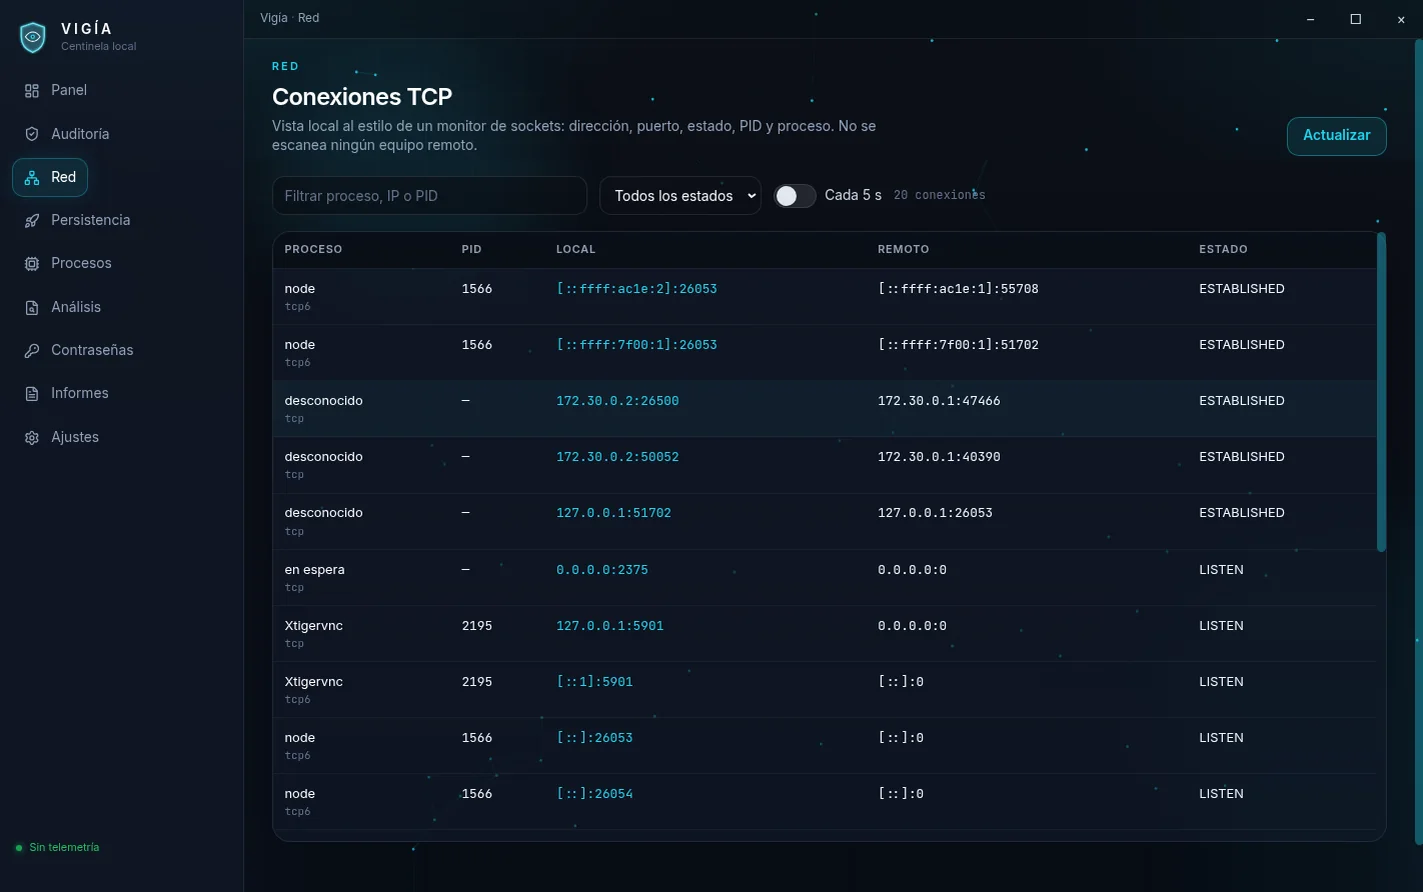 VIGÍA
Centinela local
Panel
Auditoría
Red
Persistencia
Procesos
Análisis
Contraseñas
Informes
Ajustes
Sin telemetría
Vigía · Red
RED
Conexiones TCP
Vista local al estilo de un monitor de sockets: dirección, puerto, estado, PID y proceso. No se
escanea ningún equipo remoto.
Actualizar
Filtrar proceso, IP o PID
Todos los estados
Cada 5 s
20 conexiones
PROCESO PID LOCAL REMOTO ESTADO
node 1566 [::ffff:ac1e:2]:26053 [::ffff:ac1e:1]:55708 ESTABLISHED
tcp6
node 1566 [::ffff:7f00:1]:26053 [::ffff:7f00:1]:51702 ESTABLISHED
tcp6
desconocido — 172.30.0.2:26500 172.30.0.1:47466 ESTABLISHED
tcp
desconocido — 172.30.0.2:50052 172.30.0.1:40390 ESTABLISHED
tcp
desconocido — 127.0.0.1:51702 127.0.0.1:26053 ESTABLISHED
tcp
en espera — 0.0.0.0:2375 0.0.0.0:0 LISTEN
tcp
Xtigervnc 2195 127.0.0.1:5901 0.0.0.0:0 LISTEN
tcp
Xtigervnc 2195 [::1]:5901 [::]:0 LISTEN
tcp6
node 1566 [::]:26053 [::]:0 LISTEN
tcp6
node 1566 [::]:26054 [::]:0 LISTEN
tcp6